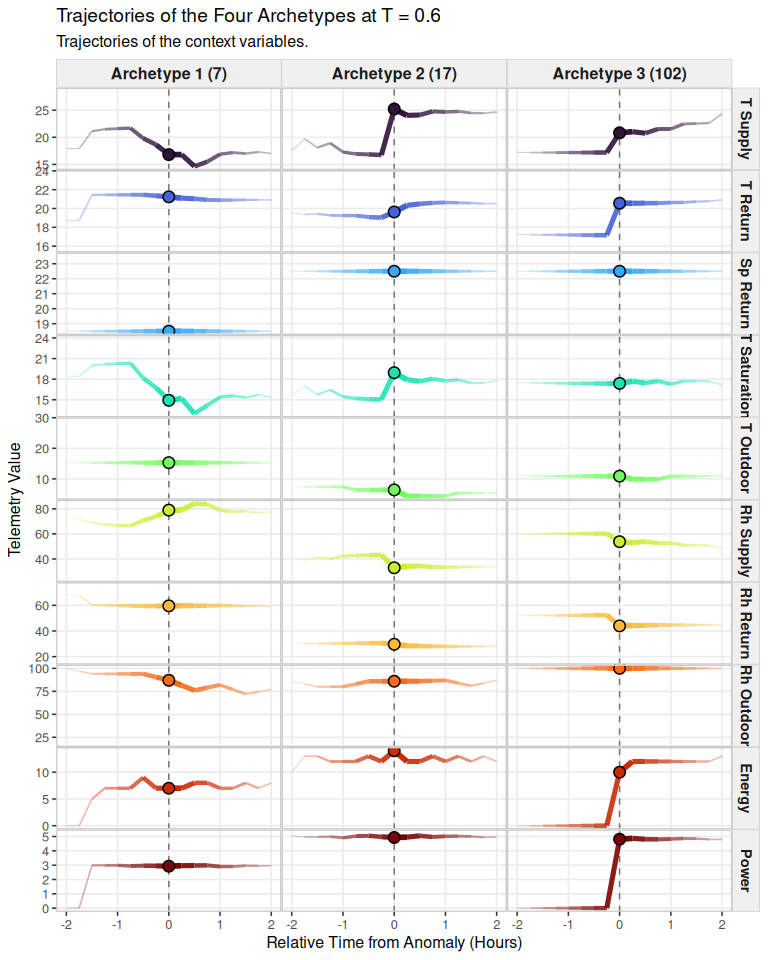 Trajectories of the Four Archetypes at T = 0.6
Trajectories of the context variables.
Archetype 1 (7) Archetype 2 (17) Archetype 3 (102)
Telemetry Value
25
20
15
T Supply
24
22
20
18
16
T Return
23
22
21
20
19
Sp Return
24
21
18
15
T Saturation
30
20
10
T Outdoor
80
60
40
Rh Supply
60
40
20
Rh Return
100
75
50
25
Rh Outdoor
10
5
0
Energy
5
4
3
2
1
0
Power
-2 -1 0 1 2 -2 -1 0 1 2 -2 -1 0 1 2
Relative Time from Anomaly (Hours)